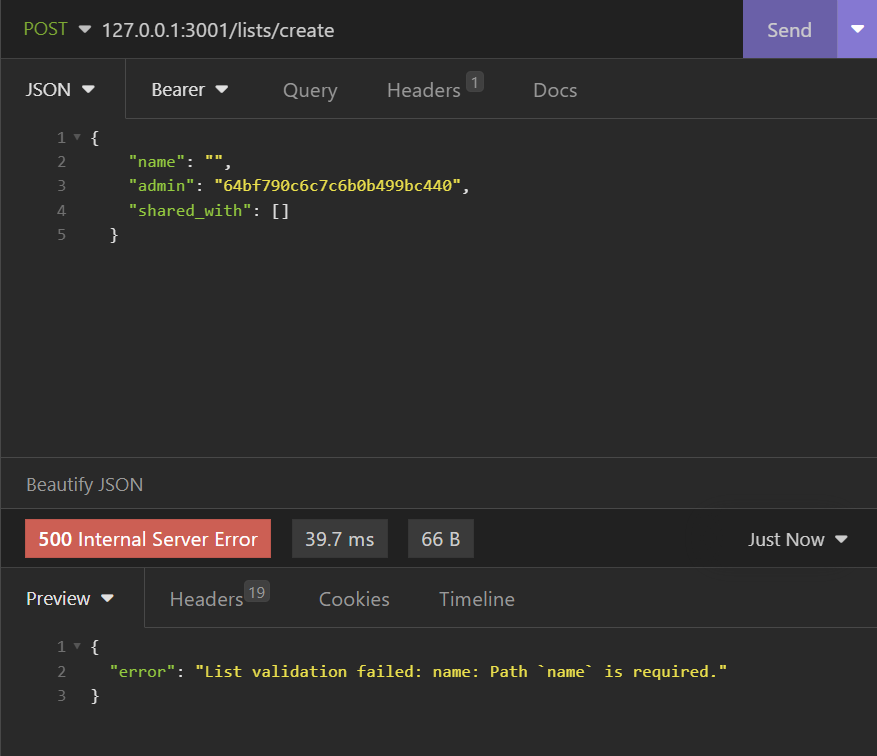 POST 127.0.0.1:3001/lists/create Send
JSON Bearer Query Headers 1 Docs
1 {
2 "name": "",
3 "admin": "64bf790c6c7c6b0b499bc440",
4 "shared_with": []
5 }
Beautify JSON
500 Internal Server Error 39.7 ms 66 B Just Now
Preview Headers 19 Cookies Timeline
1 {
2 "error": "List validation failed: name: Path `name` is required."
3 }